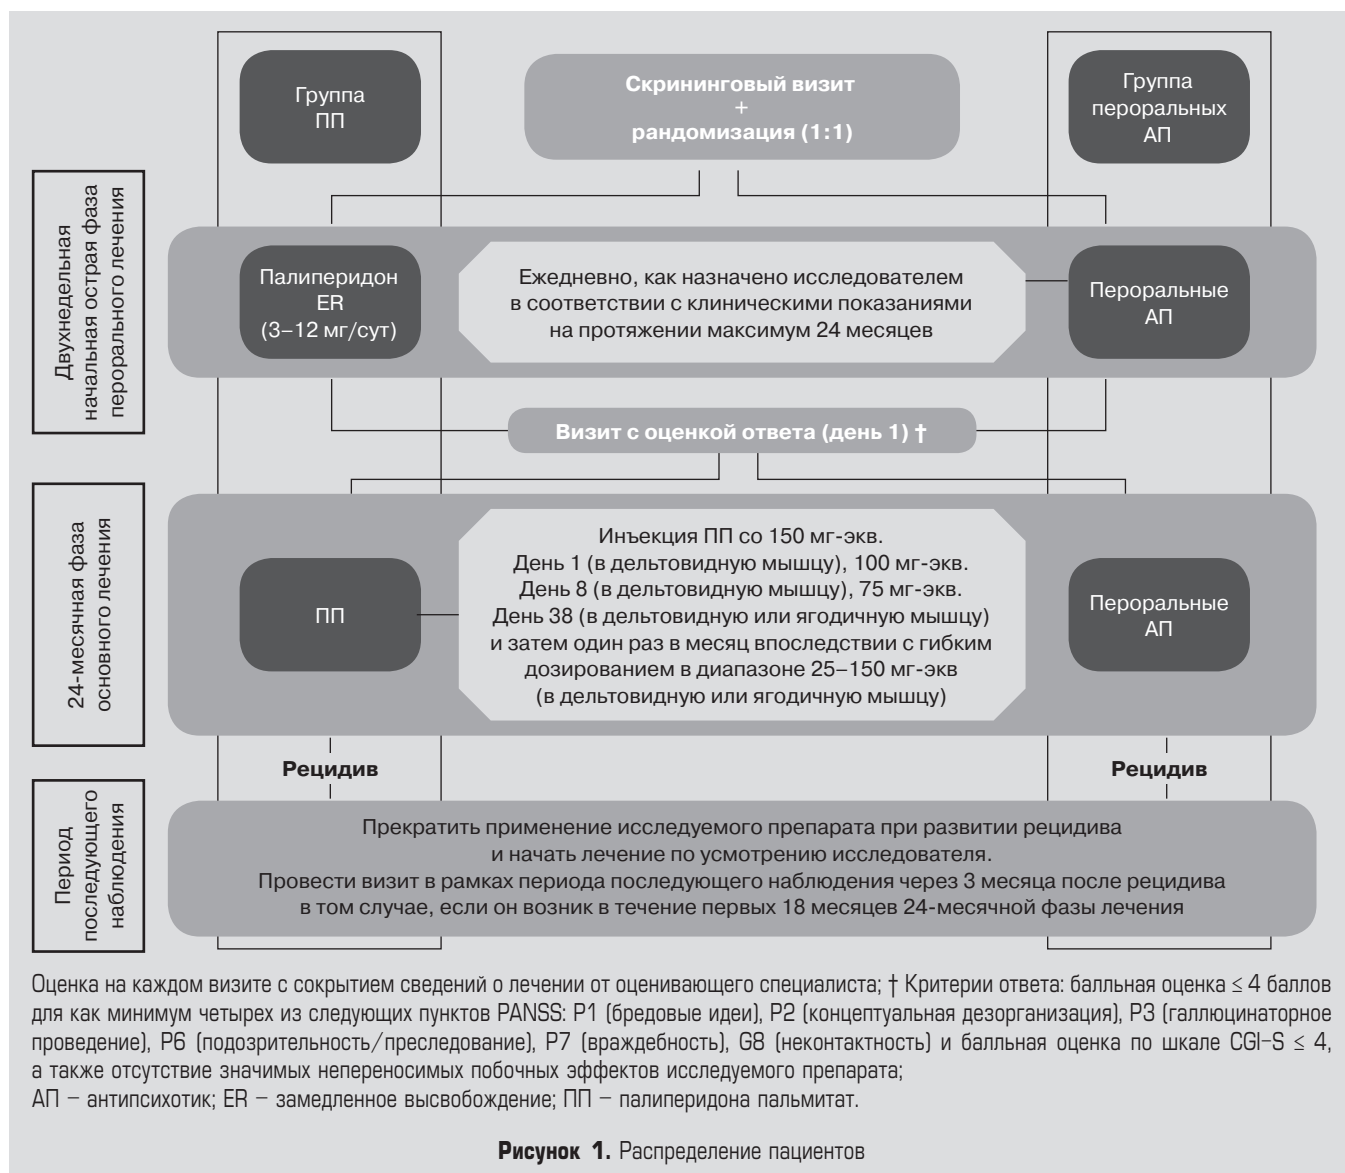 Группа
ПП
Скрининговый визит
+
рандомизация (1:1)
Группа
пероральных
АП
Двухнедельная
начальная острая фаза
перорального лечения
Палиперидон
ER
(3–12 мг/сут)
Ежедневно, как назначено исследователем
в соответствии с клиническими показаниями
на протяжении максимум 24 месяцев
Пероральные
АП
Визит с оценкой ответа (день 1) †
24-месячная фаза
основного лечения
ПП
Инъекция ПП со 150 мг-экв.
День 1 (в дельтовидную мышцу), 100 мг-экв.
День 8 (в дельтовидную мышцу), 75 мг-экв.
День 38 (в дельтовидную или ягодичную мышцу)
и затем один раз в месяц впоследствии с гибким
дозированием в диапазоне 25–150 мг-экв
(в дельтовидную или ягодичную мышцу)
Пероральные
АП
Рецидив
Рецидив
Период
последующего
наблюдения
Прекратить применение исследуемого препарата при развитии рецидива
и начать лечение по усмотрению исследователя.
Провести визит в рамках периода последующего наблюдения через 3 месяца после рецидива
в том случае, если он возник в течение первых 18 месяцев 24-месячной фазы лечения
Оценка на каждом визите с сокрытием сведений о лечении от оценивающего специалиста; † Критерии ответа: балльная оценка ≤ 4 баллов
для как минимум четырех из следующих пунктов PANSS: P1 (бредовые идеи), P2 (концептуальная дезорганизация), P3 (галлюцинаторное
проведение), P6 (подозрительность/преследование), P7 (враждебность), G8 (неконтактность) и балльная оценка по шкале CGI-S ≤ 4,
а также отсутствие значимых непереносимых побочных эффектов исследуемого препарата;
АП – антипсихотик; ER – замедленное высвобождение; ПП – палиперидона пальмитат.
Рисунок 1. Распределение пациентов